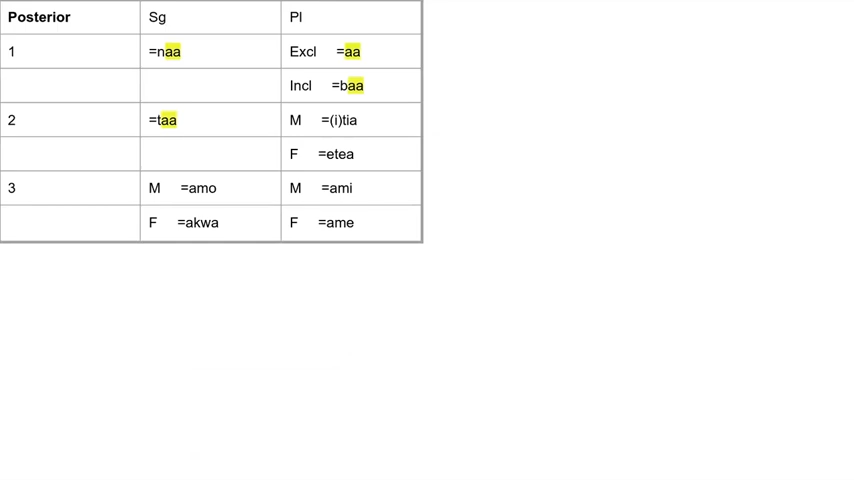 Posterior Sg Pl
1 =naa Excl =aa
Incl =baa
2 =taa M =(i)tia
F =etea
3 M =amo M =ami
F =akwa F =ame